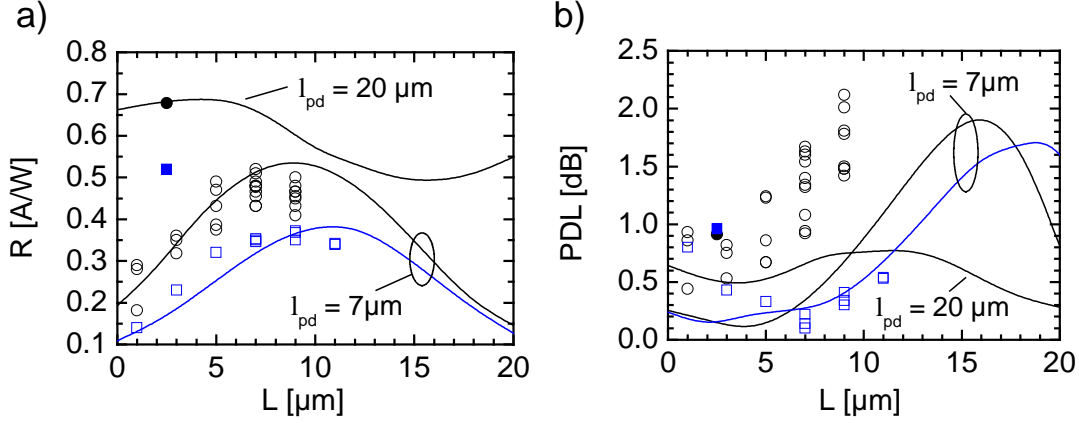 a)
R [A/W]
0.8
0.7
0.6
0.5
0.4
0.3
0.2
0.1
l_pd = 20 µm
l_pd = 7µm
0 5 10 15 20
L [µm]
b)
PDL [dB]
2.5
2.0
1.5
1.0
0.5
0.0
l_pd = 7µm
l_pd = 20 µm
0 5 10 15 20
L [µm]